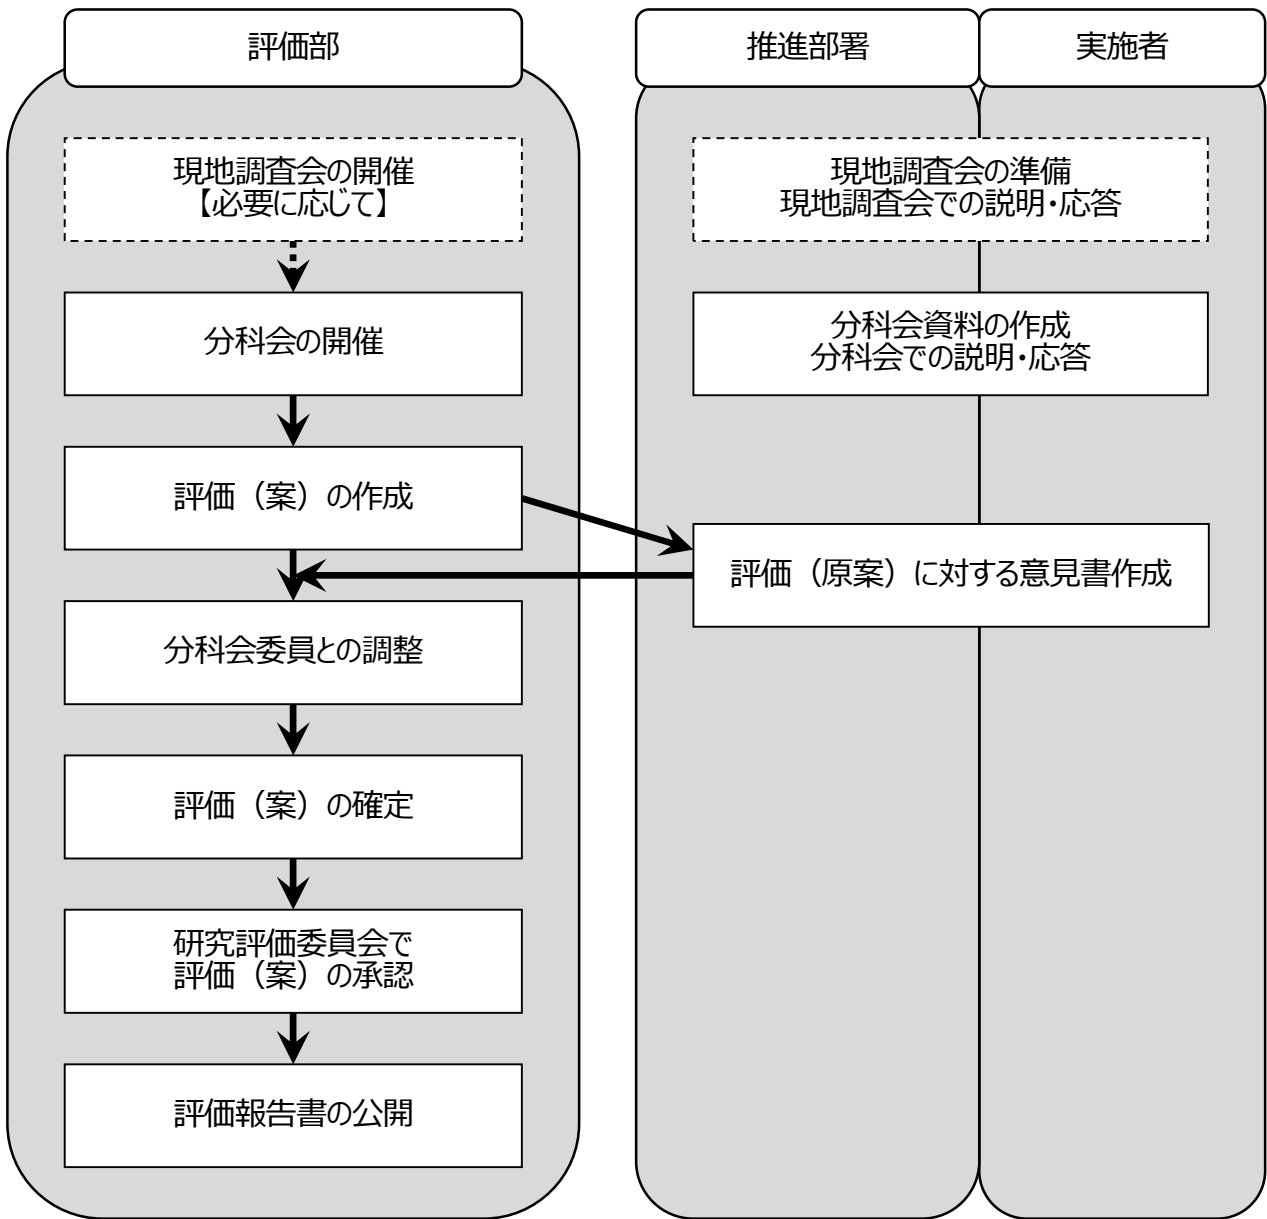 評価部
推進部署
実施者
現地調査会の開催
【必要に応じて】
現地調査会の準備
現地調査会での説明・応答
分科会の開催
分科会資料の作成
分科会での説明・応答
評価（案）の作成
評価（原案）に対する意見書作成
分科会委員との調整
評価（案）の確定
研究評価委員会で
評価（案）の承認
評価報告書の公開